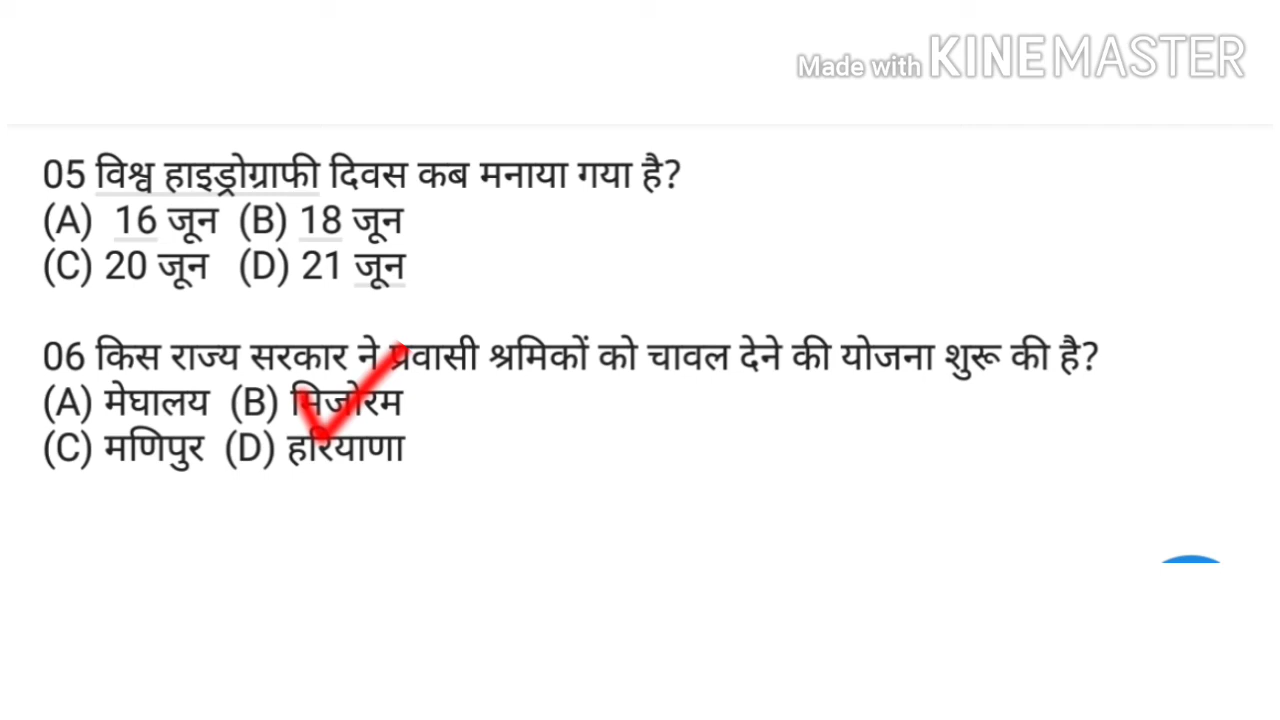 Made with KINEMASTER
05 विश्व हाइड्रोग्राफी दिवस कब मनाया गया है?
(A) 16 जून (B) 18 जून
(C) 20 जून (D) 21 जून
06 किस राज्य सरकार ने प्रवासी श्रमिकों को चावल देने की योजना शुरू की है?
(A) मेघालय (B) मिजोरम
(C) मणिपुर (D) हरियाणा